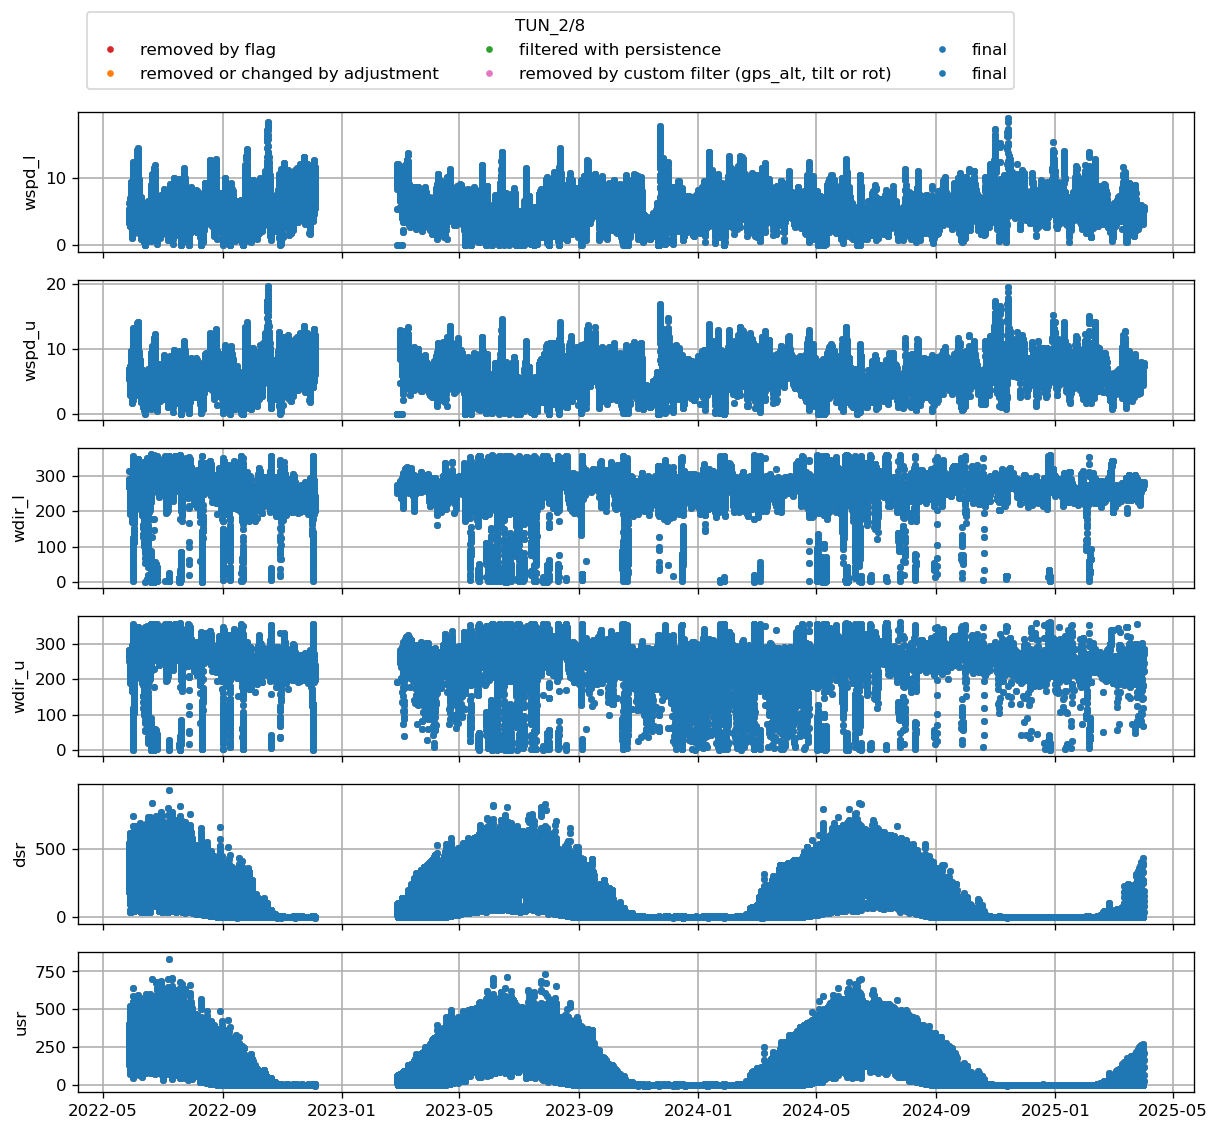 TUN_2/8
removed by flag
filtered with persistence
final
removed or changed by adjustment
removed by custom filter (gps_alt, tilt or rot)
final
wspd_l
10
0
wspd_u
20
10
0
wdir_l
300
200
100
0
wdir_u
300
200
100
0
dsr
500
0
usr
750
500
250
0
2022-05 2022-09 2023-01 2023-05 2023-09 2024-01 2024-05 2024-09 2025-01 2025-05